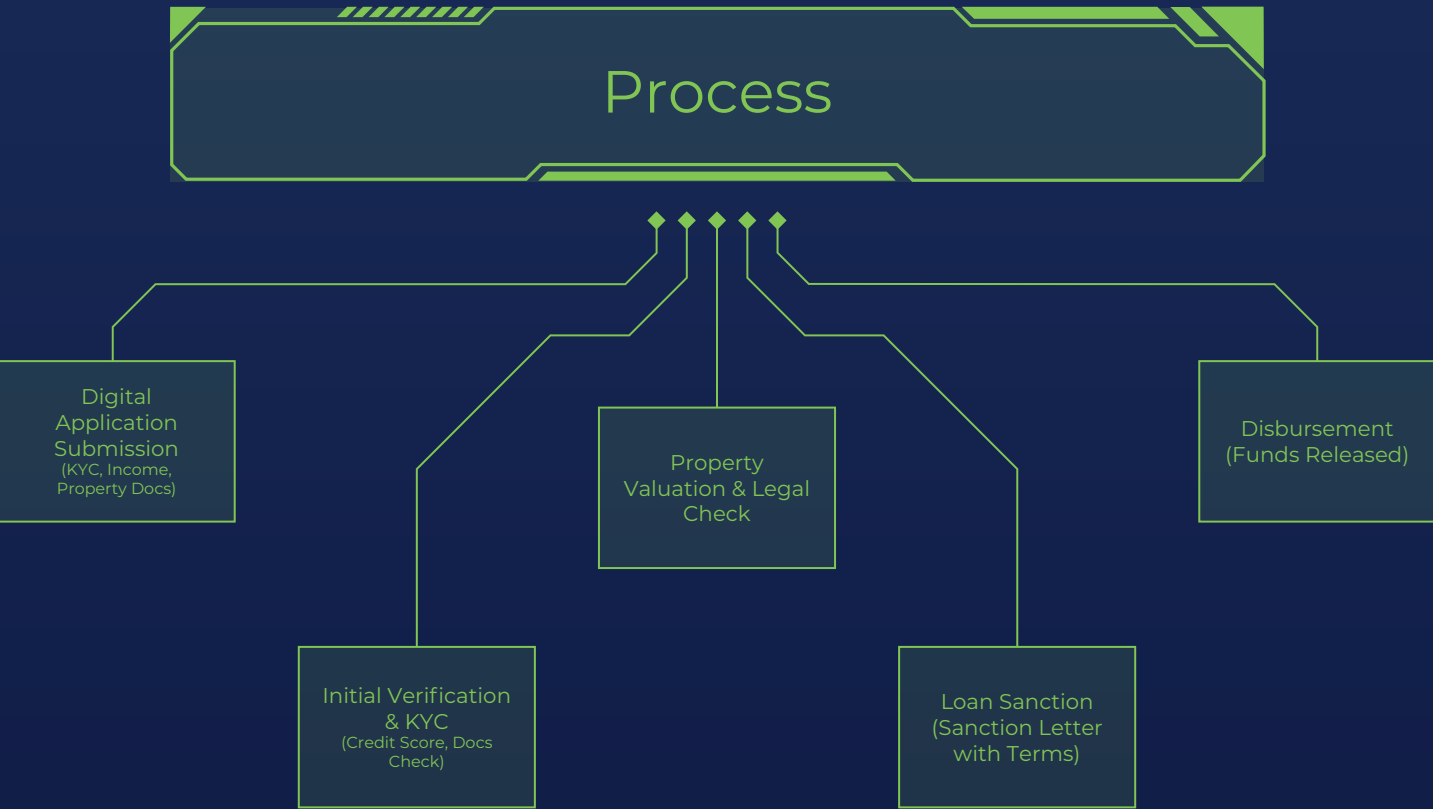 Process
Digital
Application
Submission
(KYC, Income,
Property Docs)
Initial Verification
& KYC
(Credit Score, Docs
Check)
Property
Valuation & Legal
Check
Loan Sanction
(Sanction Letter
with Terms)
Disbursement
(Funds Released)